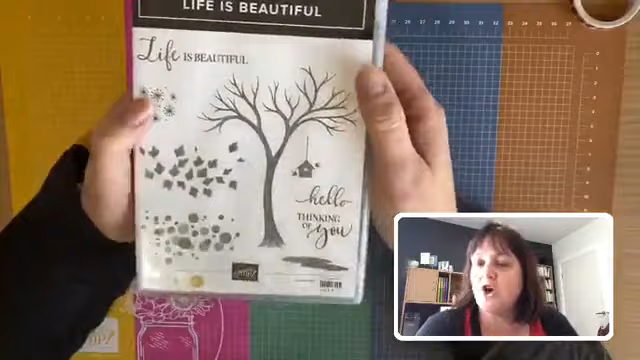 LIFE IS BEAUTIFUL
Life IS BEAUTIFUL
hello
THINKING
OF you